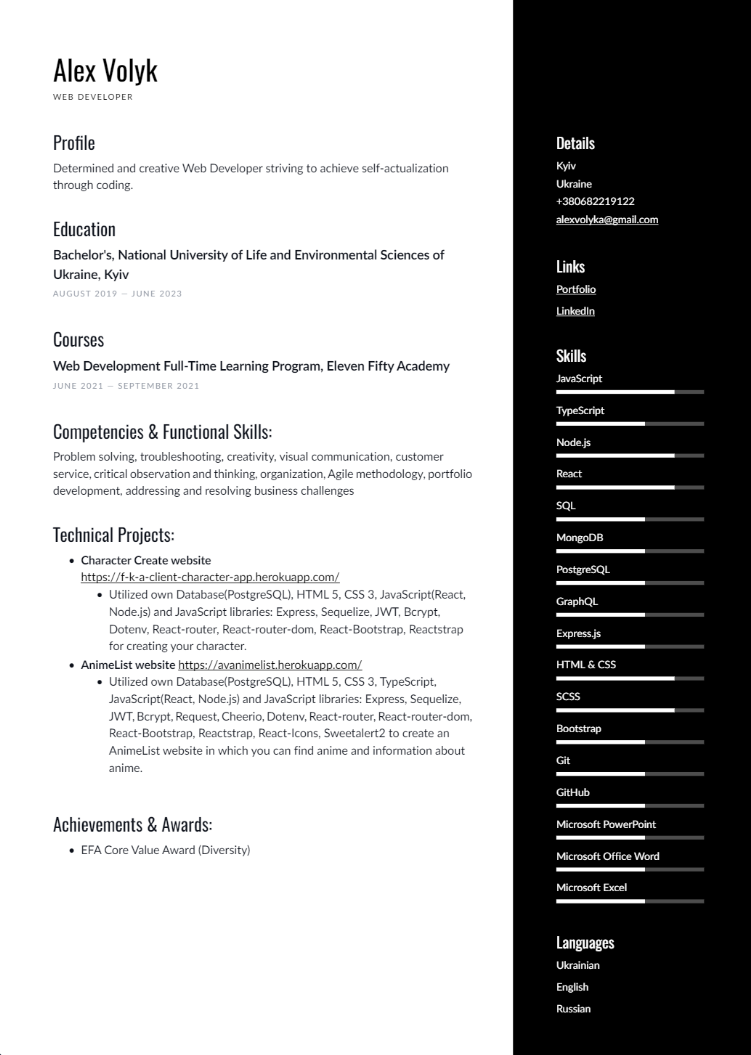 Alex Volyk
WEB DEVELOPER
Profile
Determined and creative Web Developer striving to achieve self-actualization
through coding.
Education
Bachelor's, National University of Life and Environmental Sciences of
Ukraine, Kyiv
AUGUST 2019 — JUNE 2023
Courses
Web Development Full-Time Learning Program, Eleven Fifty Academy
JUNE 2021 — SEPTEMBER 2021
Competencies & Functional Skills:
Problem solving, troubleshooting, creativity, visual communication, customer
service, critical observation and thinking, organization, Agile methodology, portfolio
development, addressing and resolving business challenges
Technical Projects:
• Character Create website
https://f-k-a-client-character-app.herokuapp.com/
• Utilized own Database(PostgreSQL), HTML 5, CSS 3, JavaScript(React,
Node.js) and JavaScript libraries: Express, Sequelize, JWT, Bcrypt,
Dotenv, React-router, React-router-dom, React-Bootstrap, Reactstrap
for creating your character.
• AnimeList website https://avanimelist.herokuapp.com/
• Utilized own Database(PostgreSQL), HTML 5, CSS 3, TypeScript,
JavaScript(React, Node.js) and JavaScript libraries: Express, Sequelize,
JWT, Bcrypt, Request, Cheerio, Dotenv, React-router, React-router-dom,
React-Bootstrap, Reactstrap, React-Icons, Sweetalert2 to create an
AnimeList website in which you can find anime and information about
anime.
Achievements & Awards:
• EFA Core Value Award (Diversity)
Details
Kyiv
Ukraine
+380682219122
alexvolyka@gmail.com
Links
Portfolio
LinkedIn
Skills
JavaScript
TypeScript
Node.js
React
SQL
MongoDB
PostgreSQL
GraphQL
Express.js
HTML & CSS
SCSS
Bootstrap
Git
GitHub
Microsoft PowerPoint
Microsoft Office Word
Microsoft Excel
Languages
Ukrainian
English
Russian